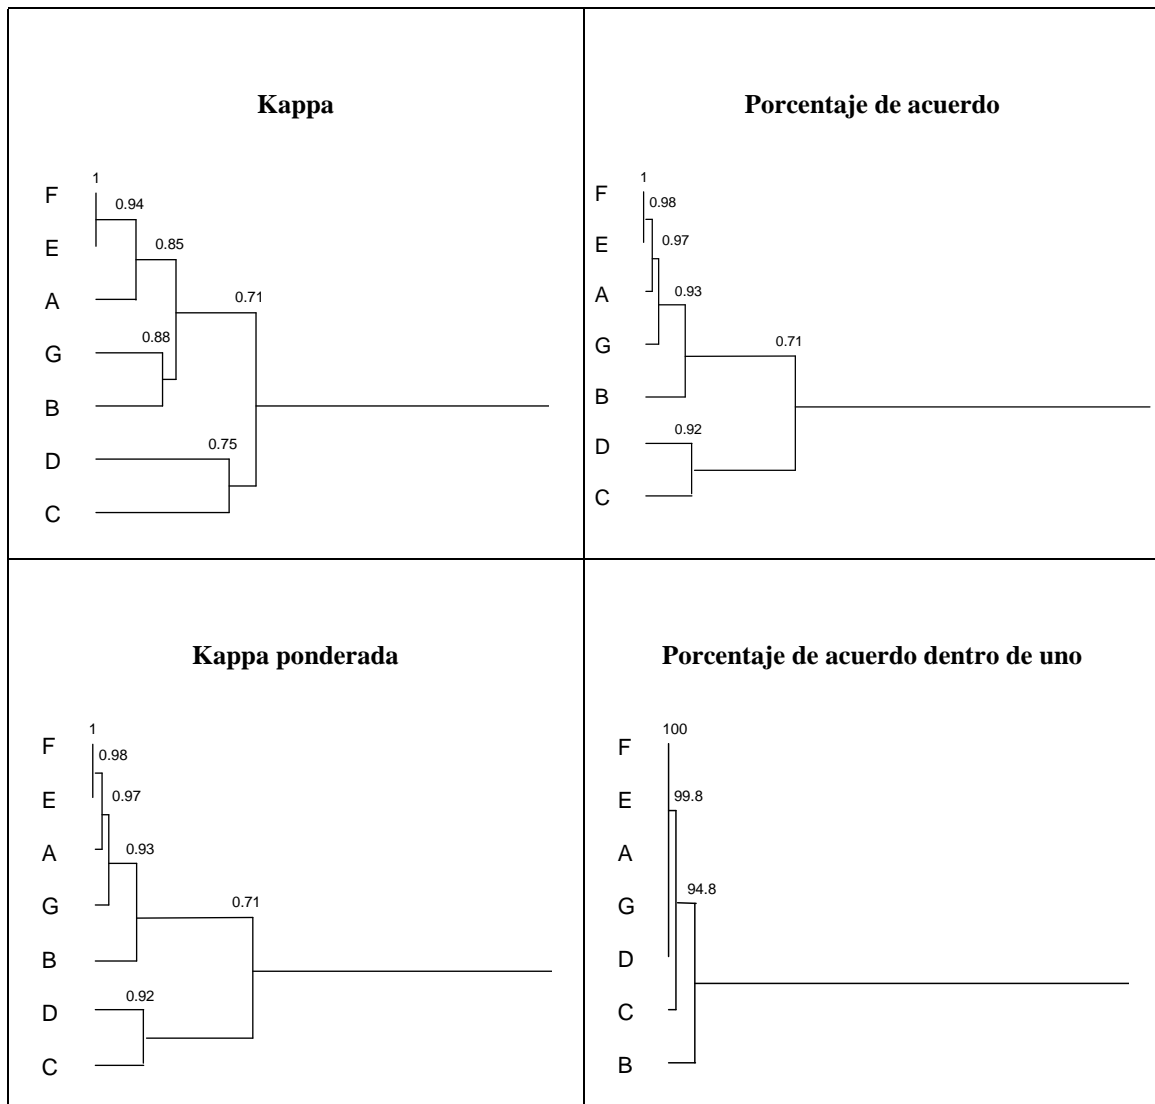 Kappa
1
F
0.94
E
0.85
A
0.71
G
0.88
B
D
0.75
C
Porcentaje de acuerdo
1
F
0.98
E
0.97
A
0.93
G
0.71
B
D
0.92
C
Kappa ponderada
1
F
0.98
E
0.97
A
0.93
G
0.71
B
D
0.92
C
Porcentaje de acuerdo dentro de uno
100
F
E
99.8
A
G
94.8
D
C
B